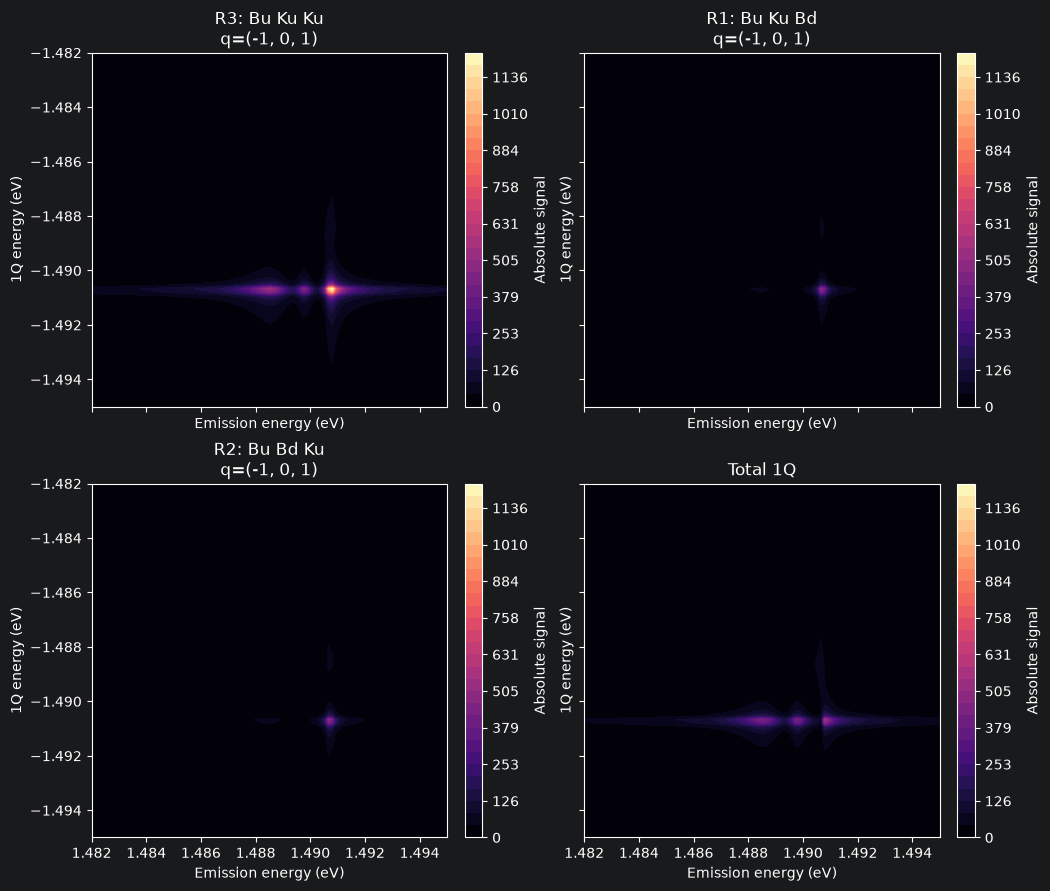 R3: Bu Ku Ku
q=(-1, 0, 1)
R1: Bu Ku Bd
q=(-1, 0, 1)
−1.482
−1.484
−1.486
−1.488
−1.490
−1.492
−1.494
1Q energy (eV)
Emission energy (eV)
1136
1010
884
758
631
505
379
253
126
0
Absolute signal
1Q energy (eV)
Emission energy (eV)
1136
1010
884
758
631
505
379
253
126
0
Absolute signal
R2: Bu Bd Ku
q=(-1, 0, 1)
Total 1Q
−1.482
−1.484
−1.486
−1.488
−1.490
−1.492
−1.494
1Q energy (eV)
1.482 1.484 1.486 1.488 1.490 1.492 1.494
Emission energy (eV)
1136
1010
884
758
631
505
379
253
126
0
Absolute signal
1Q energy (eV)
1.482 1.484 1.486 1.488 1.490 1.492 1.494
Emission energy (eV)
1136
1010
884
758
631
505
379
253
126
0
Absolute signal